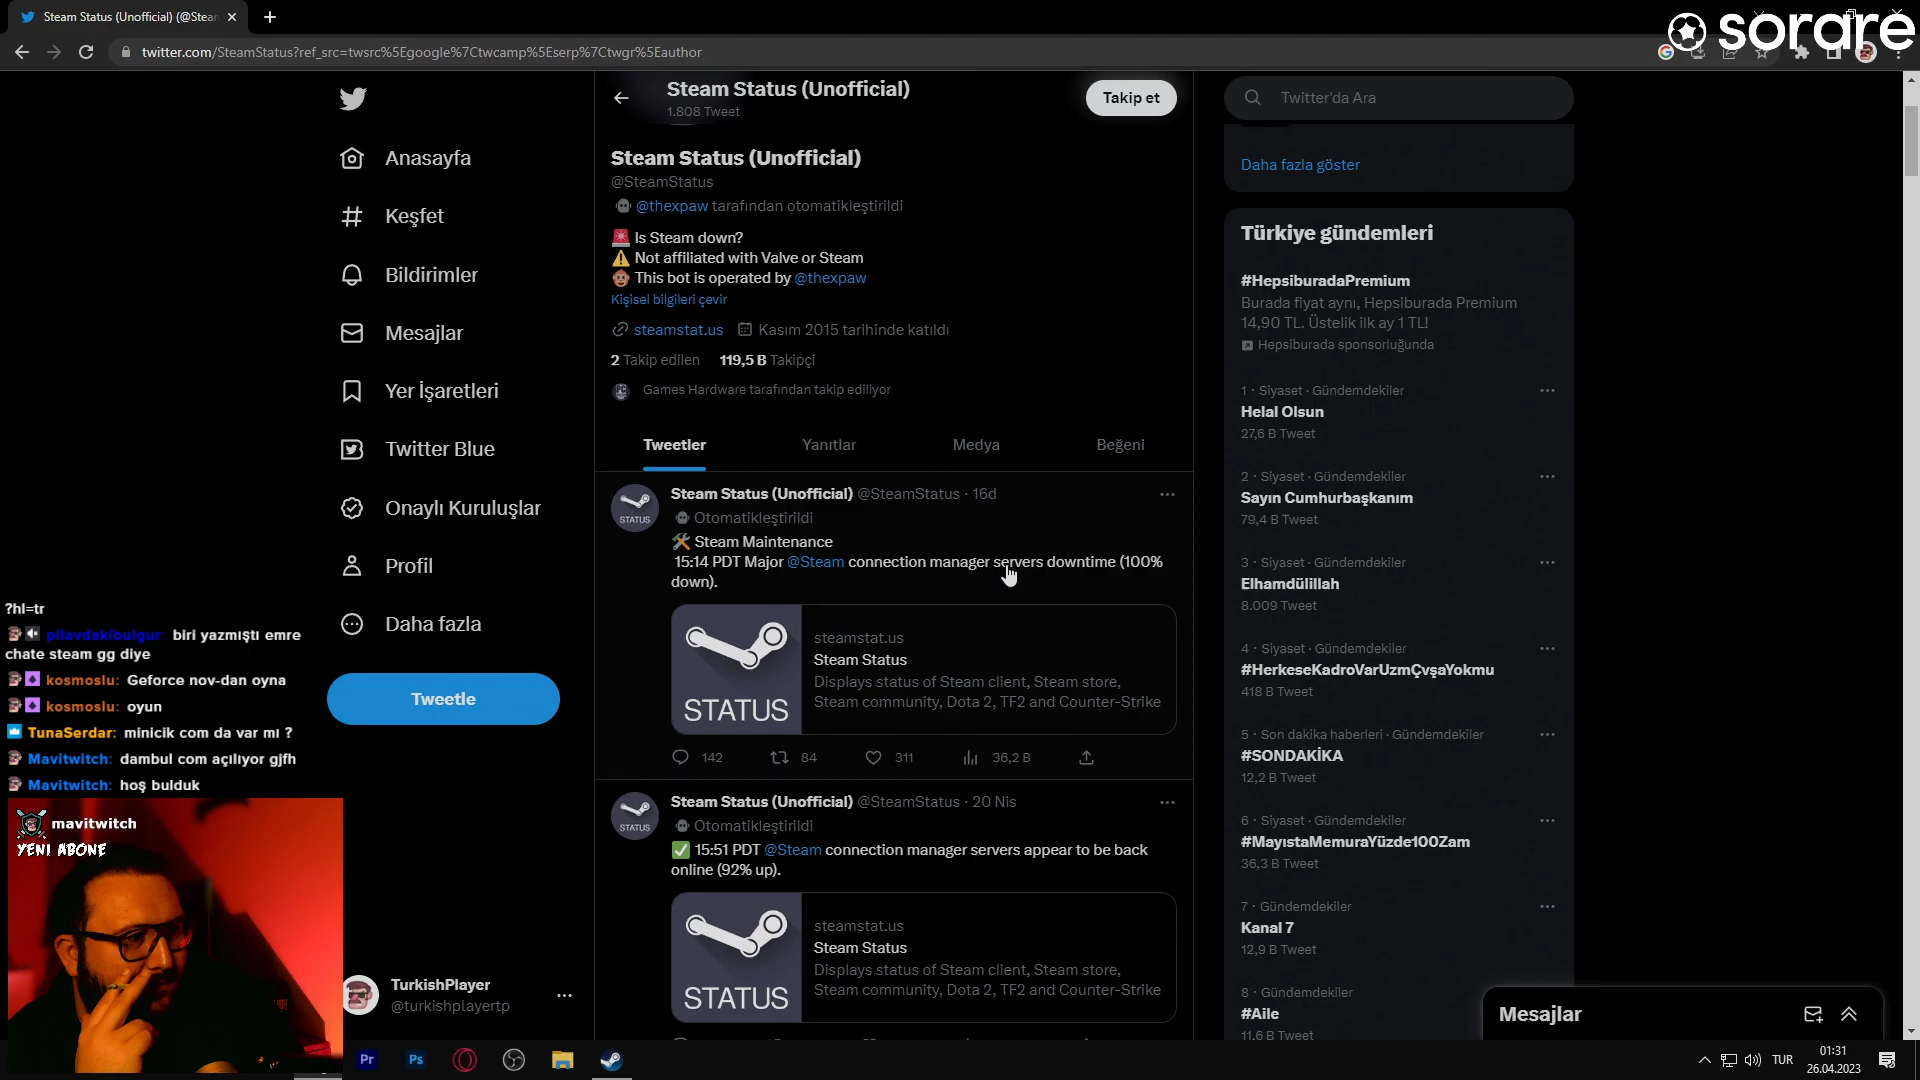 Steam Status (Unofficial) (@Stean
sorare
twitter.com/SteamStatus?ref_src=twsrc%5Egoogle%7Ctwcamp%5Eserp%7Ctwgr%5Eauthor
Anasayfa
Keşfet
Bildirimler
Mesajlar
Yer İşaretleri
Twitter Blue
Onaylı Kuruluşlar
Profil
Daha fazla
Tweetle
TurkishPlayer
@turkishplayertp
Steam Status (Unofficial)
1.808 Tweet
Takip et
Steam Status (Unofficial)
@SteamStatus
@thexpaw tarafından otomatikleştirildi
🚨 Is Steam down?
⚠️ Not affiliated with Valve or Steam
This bot is operated by @thexpaw
Kişisel bilgileri çevir
steamstat.us Kasım 2015 tarihinde katıldı
2 Takip edilen 119,5 B Takipçi
Games Hardware tarafından takip ediliyor
Tweetler Yanıtlar Medya Beğeni
STATUS
Steam Status (Unofficial) @SteamStatus · 16d
Otomatikleştirildi
🛠 Steam Maintenance
15:14 PDT Major @Steam connection manager servers downtime (100%
down).
STATUS
steamstat.us
Steam Status
Displays status of Steam client, Steam store,
Steam community, Dota 2, TF2 and Counter-Strike
142 84 311 36,2 B
STATUS
Steam Status (Unofficial) @SteamStatus · 20 Nis
Otomatikleştirildi
✅ 15:51 PDT @Steam connection manager servers appear to be back
online (92% up).
STATUS
steamstat.us
Steam Status
Displays status of Steam client, Steam store,
Steam community, Dota 2, TF2 and Counter-Strike
Twitter'da Ara
Daha fazla göster
Türkiye gündemleri
#HepsiburadaPremium
Burada fiyat aynı, Hepsiburada Premium
14,90 TL. Üstelik ilk ay 1 TL!
Hepsiburada sponsorluğunda
1 · Siyaset · Gündemdekiler
Helal Olsun
27,6 B Tweet
2 · Siyaset · Gündemdekiler
Sayın Cumhurbaşkanım
79,4 B Tweet
3 · Siyaset · Gündemdekiler
Elhamdülillah
8.009 Tweet
4 · Siyaset · Gündemdekiler
#HerkeseKadroVarUzmÇvşaYokmu
418 B Tweet
5 · Son dakika haberleri · Gündemdekiler
#SONDAKİKA
12,2 B Tweet
6 · Siyaset · Gündemdekiler
#MayıstaMemuraYüzde100Zam
36,3 B Tweet
7 · Gündemdekiler
Kanal 7
12,9 B Tweet
8 · Gündemdekiler
#Aile
11,6 B Tweet
Mesajlar
?hl=tr
pilavdakibulgur: biri yazmıştı emre
chate steam gg diye
kosmoslu: Geforce nov-dan oyna
kosmoslu: oyun
TunaSerdar: minicik com da var mı ?
Mavitwitch: dambul com açılıyor gjfh
Mavitwitch: hoş bulduk
mavitwitch
YENI ABONE
Pr Ps
TUR
01:31
26.04.2023